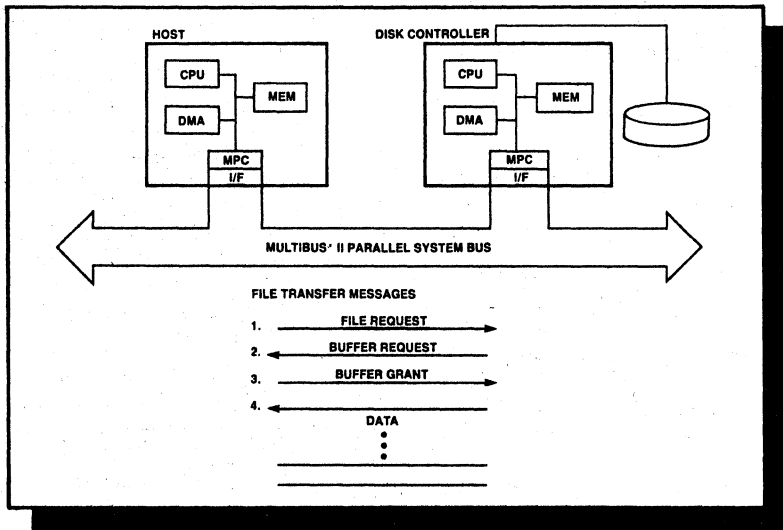 HOST
DISK CONTROLLER
CPU
MEM
DMA
MPC
I/F
CPU
MEM
DMA
MPC
I/F
MULTIBUS* II PARALLEL SYSTEM BUS
FILE TRANSFER MESSAGES
1. FILE REQUEST
2. BUFFER REQUEST
3. BUFFER GRANT
4.
DATA